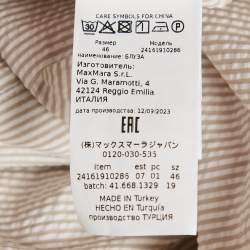 CARE SYMBOLS FOR CHINA
размер
46
модель
24161910286
изготовление: БЛУЗА
Изготовитель:
MaxMara S.r.L.
Via G. Maramotti, 4
42124 Reggio Emilia
ИТАЛИЯ
дата производства: 12/09/2023
EAC
(株)マックスマーラジャパン
0120-030-535
item est pc sz
24161910286 07 01 46
batch: 41.668.1329 19
MADE IN Turkey
HECHO EN Turquía
производство ТУРЦИЯ